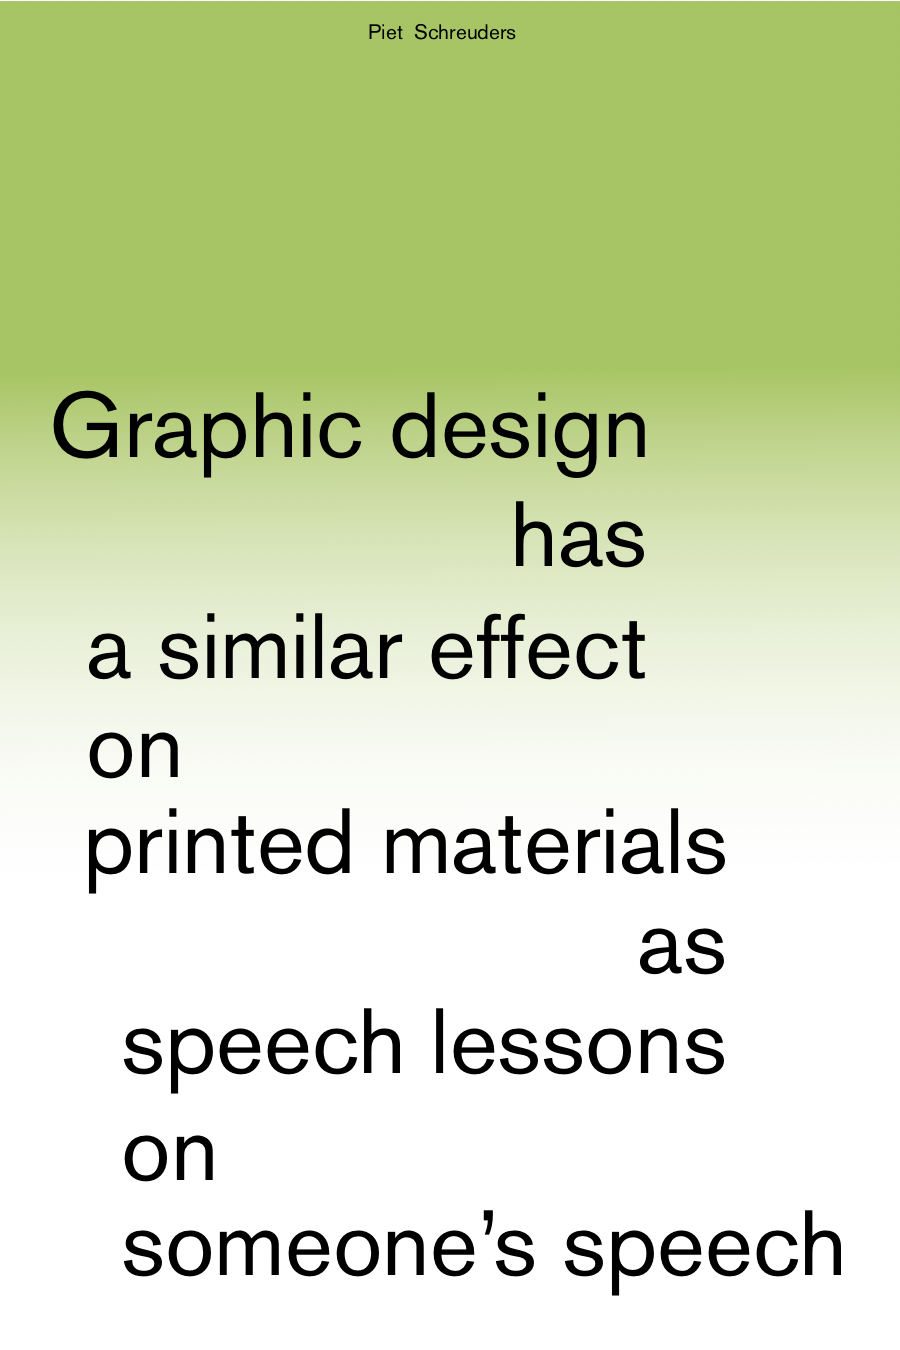 Piet Schreuders
Graphic design
has
a similar effect
on
printed materials
as
speech lessons
on
someone’s speech